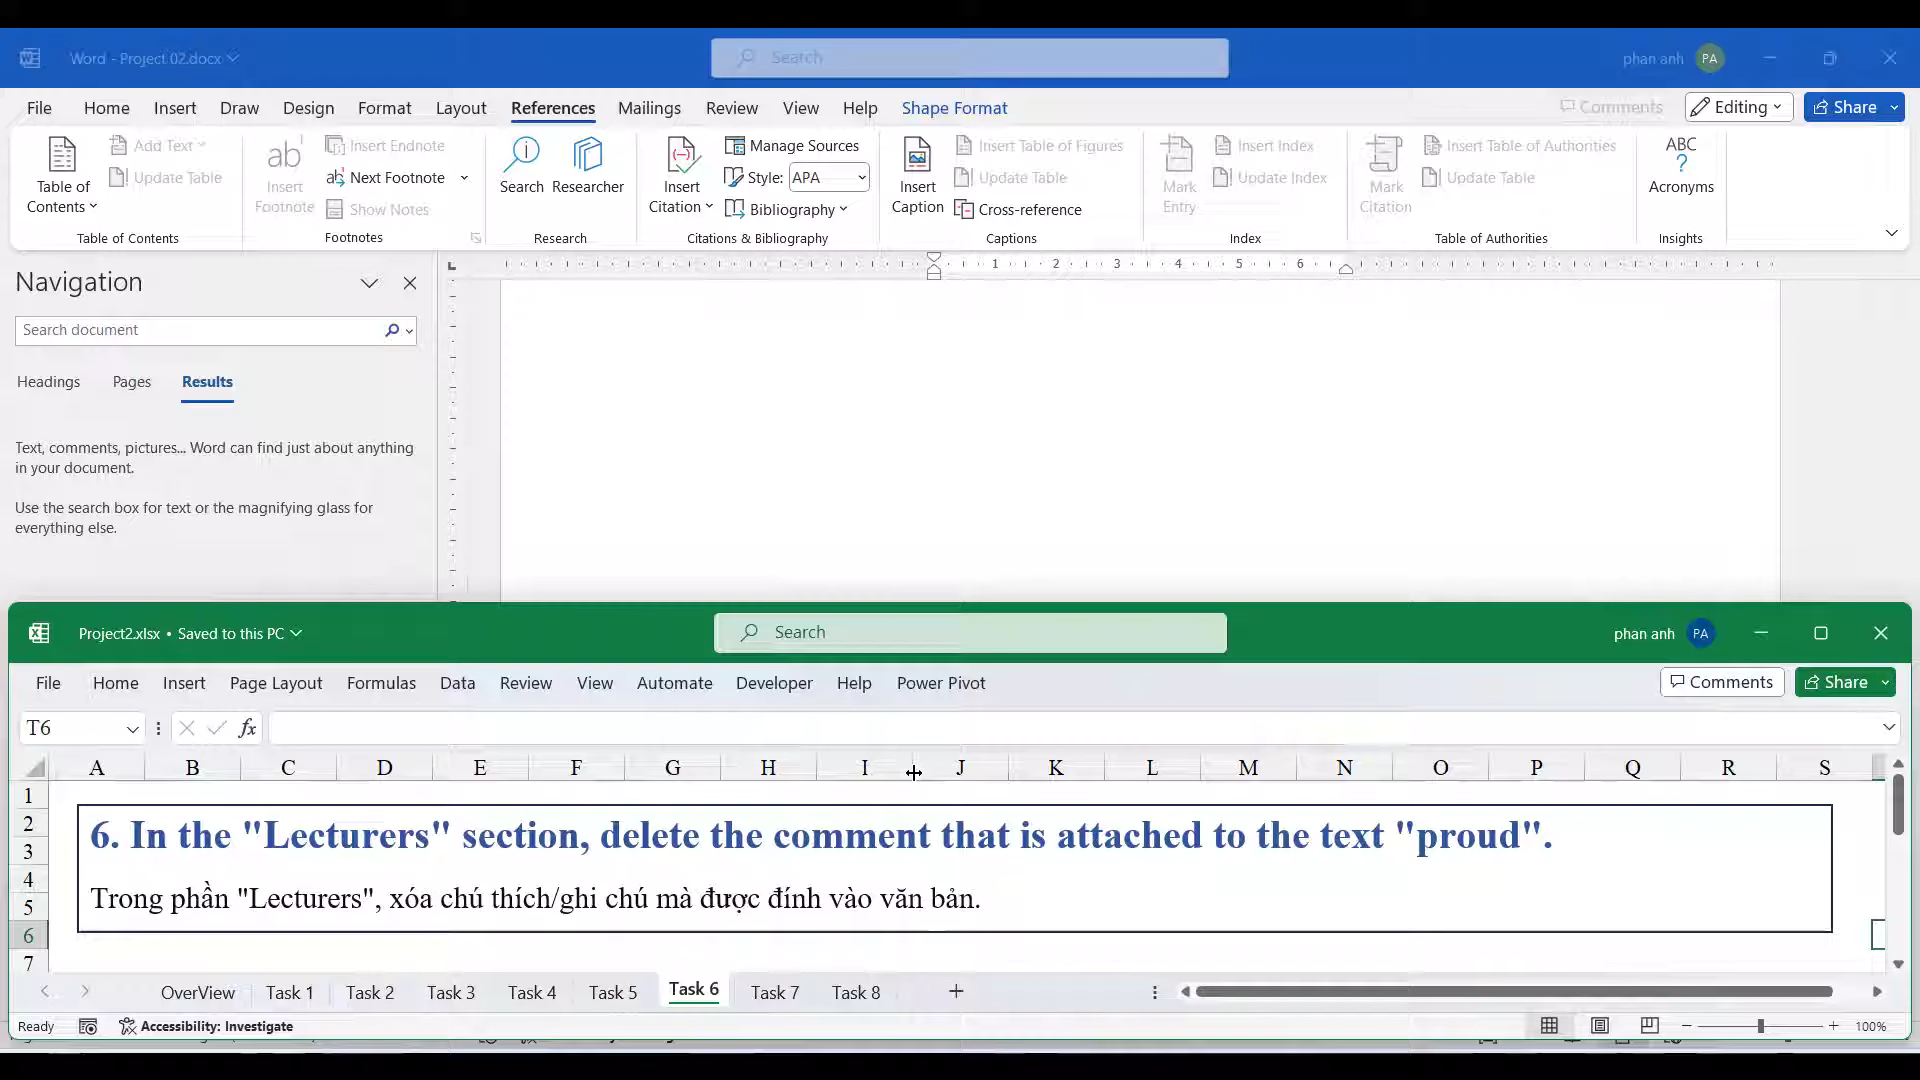 Word - Project 02.docx
Search
phan anh PA
File Home Insert Draw Design Format Layout References Mailings Review View Help Shape Format
Comments Editing Share
Table of Contents
Add Text
Update Table
Table of Contents
ab
Insert Footnote
Insert Endnote
Next Footnote
Show Notes
Footnotes
Search
Researcher
Research
Insert Citation
Manage Sources
Style: APA
Bibliography
Citations & Bibliography
Insert Caption
Insert Table of Figures
Update Table
Cross-reference
Captions
Mark Entry
Insert Index
Update Index
Index
Mark Citation
Insert Table of Authorities
Update Table
Table of Authorities
ABC
?
Acronyms
Insights
1 2 3 4 5 6
Navigation
Search document
Headings Pages Results
Text, comments, pictures... Word can find just about anything
in your document.
Use the search box for text or the magnifying glass for
everything else.
Project2.xlsx • Saved to this PC
Search
phan anh PA
File Home Insert Page Layout Formulas Data Review View Automate Developer Help Power Pivot
Comments Share
T6
fx
A B C D E F G H I J K L M N O P Q R S
1
2
3
4
5
6
7
6. In the "Lecturers" section, delete the comment that is attached to the text "proud".
Trong phần "Lecturers", xóa chú thích/ghi chú mà được đính vào văn bản.
OverView Task 1 Task 2 Task 3 Task 4 Task 5 Task 6 Task 7 Task 8
Ready Accessibility: Investigate
100%